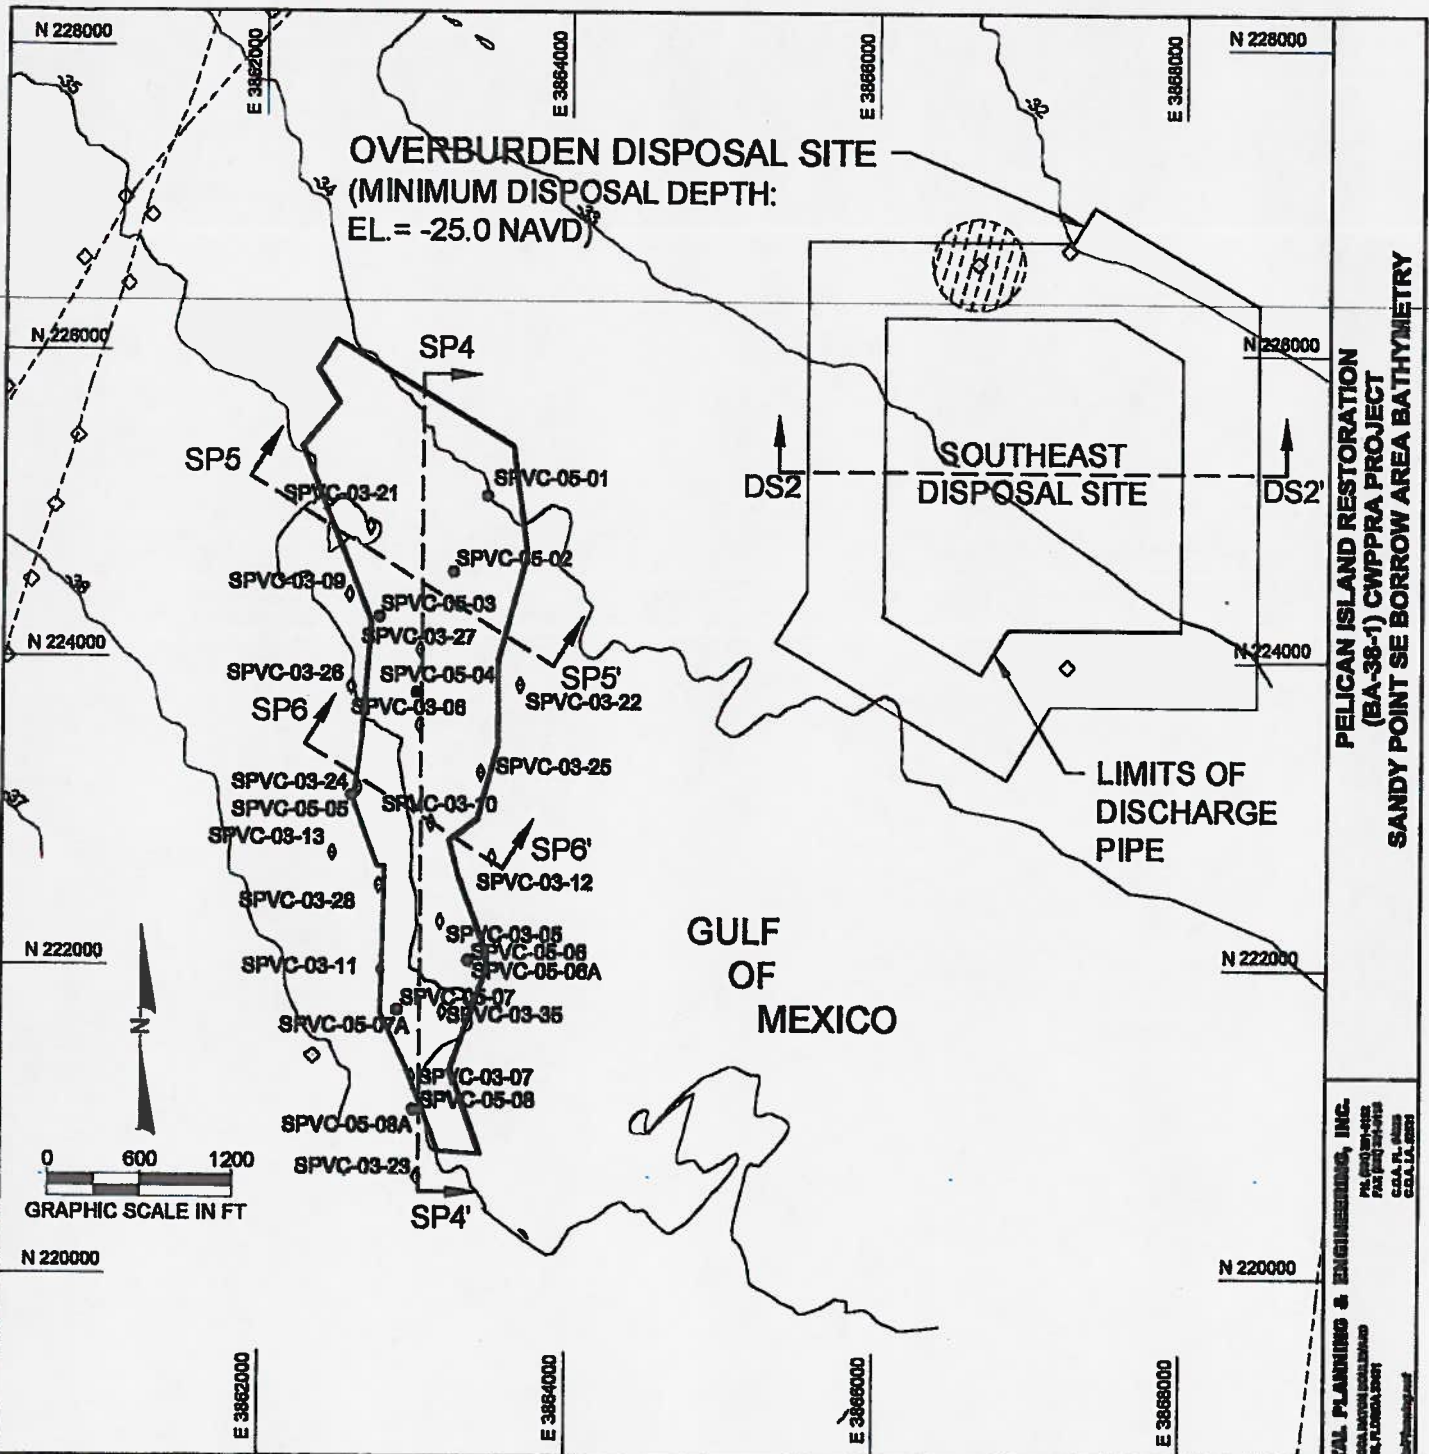 N 228000
E 3862000
E 3864000
E 3866000
E 3868000
N 228000
-35
-34
-33
-32
OVERBURDEN DISPOSAL SITE
(MINIMUM DISPOSAL DEPTH:
EL.= -25.0 NAVD)
N 226000
N 226000
SP4
SP5
SPVC-03-21
SPVC-05-01
SOUTHEAST
DISPOSAL SITE
DS2
DS2'
SPVC-05-02
SPVC-03-09
SPVC-05-03
SPVC-03-27
N 224000
N 224000
SPVC-03-26
SPVC-05-04
SP5'
SPVC-03-22
SP6
SPVC-03-06
SPVC-03-24
SPVC-03-25
SPVC-05-05
SPVC-03-10
-37
LIMITS OF
DISCHARGE
PIPE
SPVC-03-13
SP6'
SPVC-03-12
SPVC-03-28
SPVC-03-05
SPVC-05-06
SPVC-05-06A
GULF
OF
MEXICO
N 222000
N 222000
SPVC-03-11
SPVC-05-07
SPVC-03-35
SPVC-05-07A
N
SPVC-03-07
SPVC-05-08
SPVC-05-08A
SPVC-03-23
SP4'
0 600 1200
GRAPHIC SCALE IN FT
N 220000
N 220000
E 3862000
E 3864000
E 3866000
E 3868000
PELICAN ISLAND RESTORATION
(BA-38-1) CWPPRA PROJECT
SANDY POINT SE BORROW AREA BATHYMETRY
PLANNING & ENGINEERING, INC.